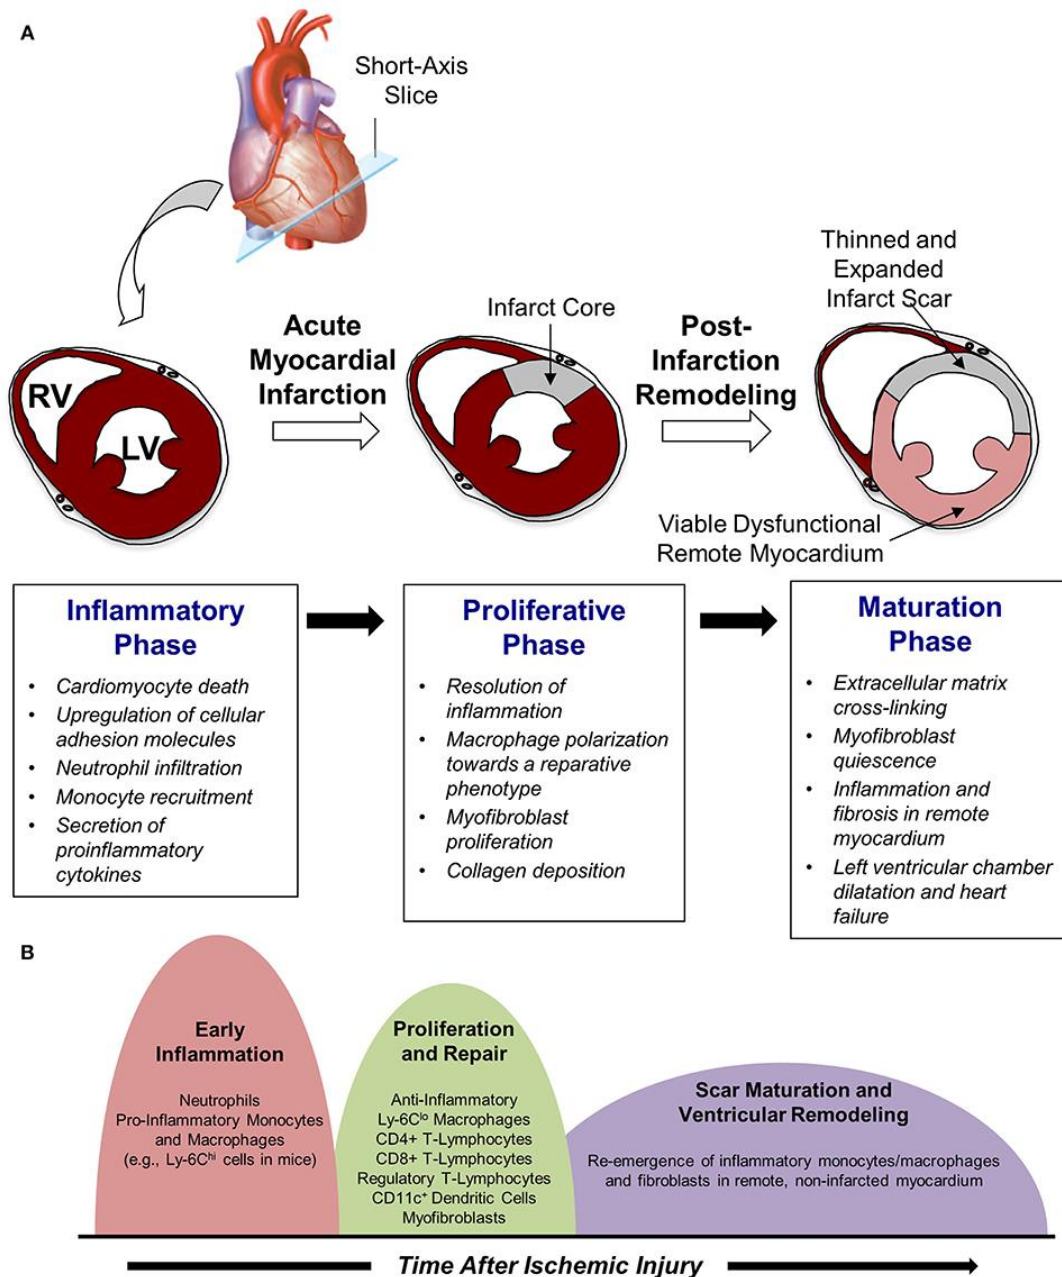 A
Short-Axis
Slice
Thinned and
Expanded
Infarct Scar
Infarct Core
Acute
Myocardial
Infarction
Post-
Infarction
Remodeling
RV
LV
Viable Dysfunctional
Remote Myocardium
Inflammatory
Phase
• Cardiomyocyte death
• Upregulation of cellular
adhesion molecules
• Neutrophil infiltration
• Monocyte recruitment
• Secretion of
proinflammatory
cytokines
Proliferative
Phase
• Resolution of
inflammation
• Macrophage polarization
towards a reparative
phenotype
• Myofibroblast
proliferation
• Collagen deposition
Maturation
Phase
• Extracellular matrix
cross-linking
• Myofibroblast
quiescence
• Inflammation and
fibrosis in remote
myocardium
• Left ventricular chamber
dilatation and heart
failure
B
Early
Inflammation
Neutrophils
Pro-Inflammatory Monocytes
and Macrophages
(e.g., Ly-6Cʰⁱ cells in mice)
Proliferation
and Repair
Anti-Inflammatory
Ly-6Cˡᵒ Macrophages
CD4+ T-Lymphocytes
CD8+ T-Lymphocytes
Regulatory T-Lymphocytes
CD11c⁺ Dendritic Cells
Myofibroblasts
Scar Maturation and
Ventricular Remodeling
Re-emergence of inflammatory monocytes/macrophages
and fibroblasts in remote, non-infarcted myocardium
Time After Ischemic Injury